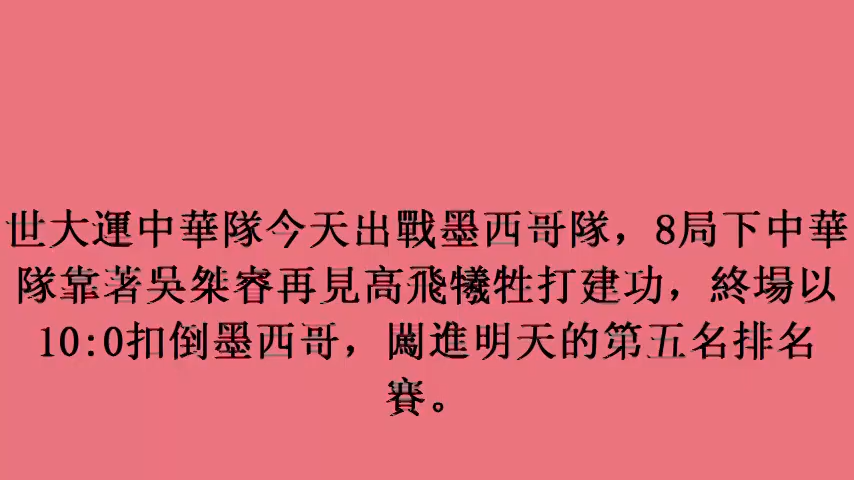 世大運中華隊今天出戰墨西哥隊，8局下中華
隊靠著吳桀睿再見高飛犧牲打建功，終場以
10:0扣倒墨西哥，闖進明天的第五名排名
賽。